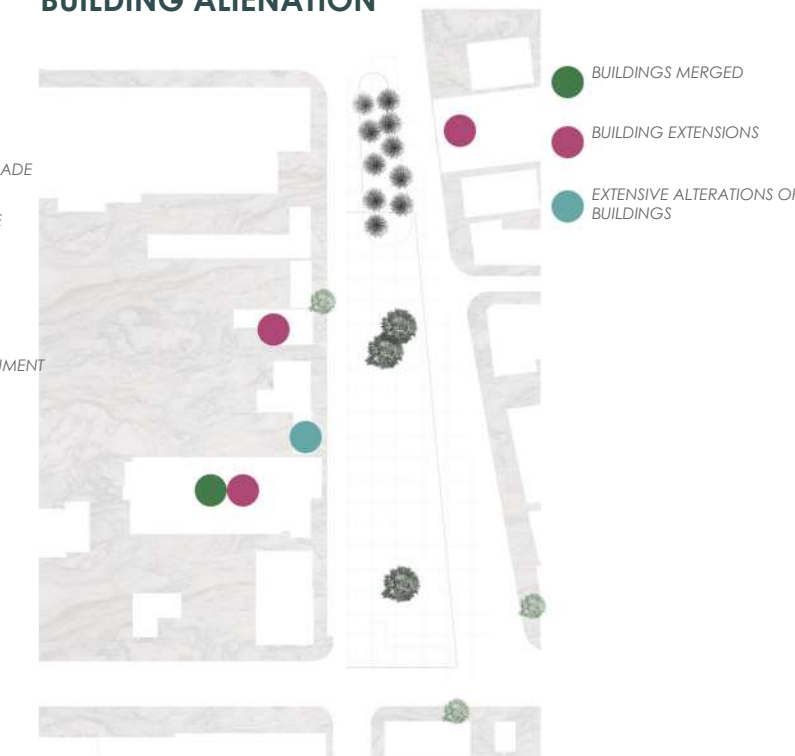 BUILDING ALIENATION
BUILDINGS MERGED
BUILDING EXTENSIONS
EXTENSIVE ALTERATIONS OF
BUILDINGS
ADE
E
UMENT